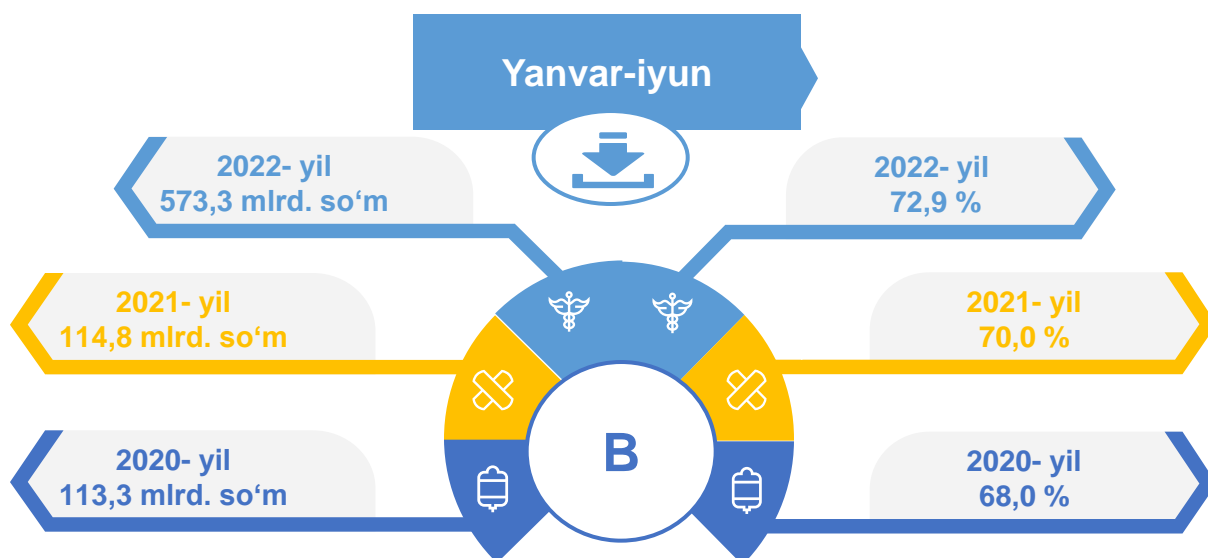 Yanvar-iyun
2022- yil
573,3 mlrd. so‘m
2022- yil
72,9 %
2021- yil
114,8 mlrd. so‘m
2021- yil
70,0 %
2020- yil
113,3 mlrd. so‘m
B
2020- yil
68,0 %